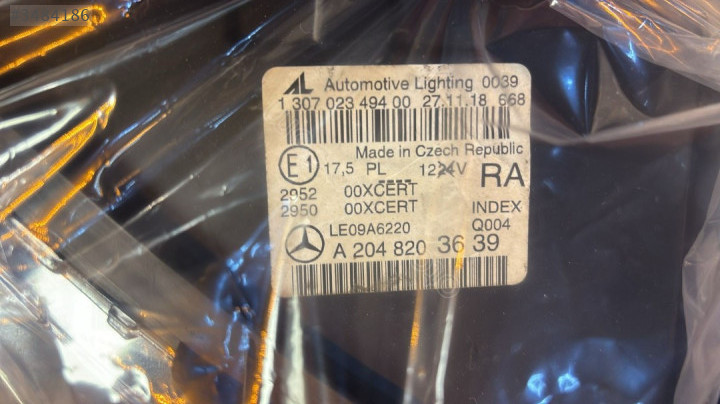 Automotive Lighting 0039
1 307 023 494 00 27.11.18 668
Made in Czech Republic
E1 17,5 PL 1224V RA
2952 00XCERT
2950 00XCERT INDEX
LE09A6220 Q004
A 204 820 36 39